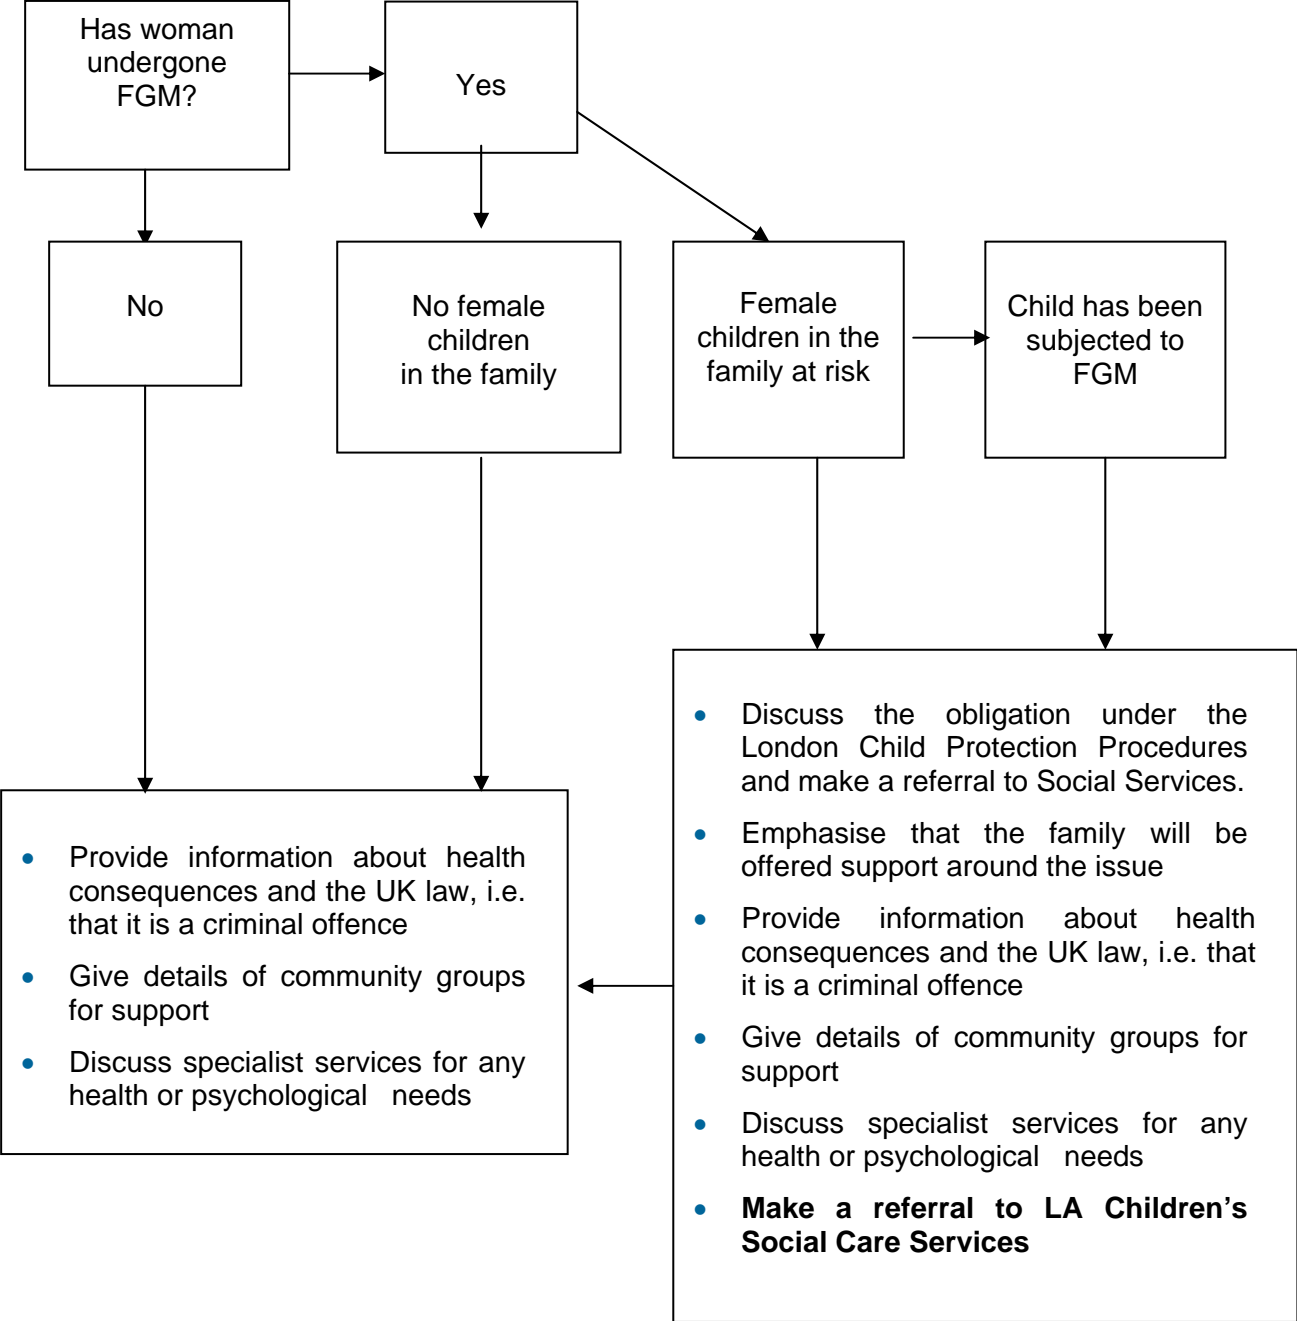 Has woman
undergone
FGM?
Yes
No
No female
children
in the family
Female
children in the
family at risk
Child has been
subjected to
FGM
• Provide information about health
consequences and the UK law, i.e.
that it is a criminal offence
• Give details of community groups
for support
• Discuss specialist services for any
health or psychological needs
• Discuss the obligation under the
London Child Protection Procedures
and make a referral to Social Services.
• Emphasise that the family will be
offered support around the issue
• Provide information about health
consequences and the UK law, i.e. that
it is a criminal offence
• Give details of community groups for
support
• Discuss specialist services for any
health or psychological needs
• Make a referral to LA Children’s
Social Care Services